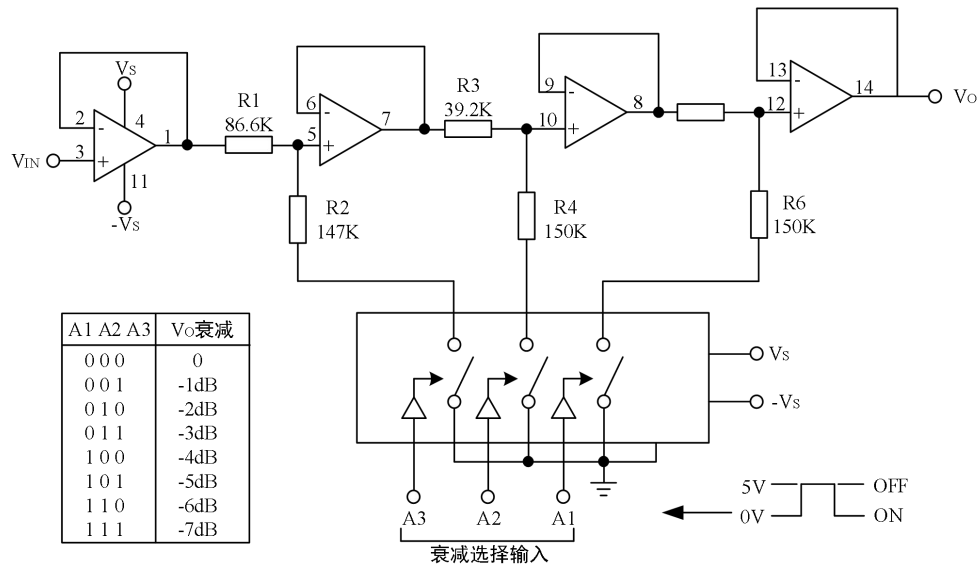 VS
R1
86.6K
R3
39.2K
2
-
4
1
VIN
3
+
11
-VS
6
-
5
+
7
9
-
10
+
8
13
-
12
+
14
VO
R2
147K
R4
150K
R6
150K
A1 A2 A3 VO衰减
0 0 0 0
0 0 1 -1dB
0 1 0 -2dB
0 1 1 -3dB
1 0 0 -4dB
1 0 1 -5dB
1 1 0 -6dB
1 1 1 -7dB
VS
-VS
A3 A2 A1
衰减选择输入
5V OFF
0V ON